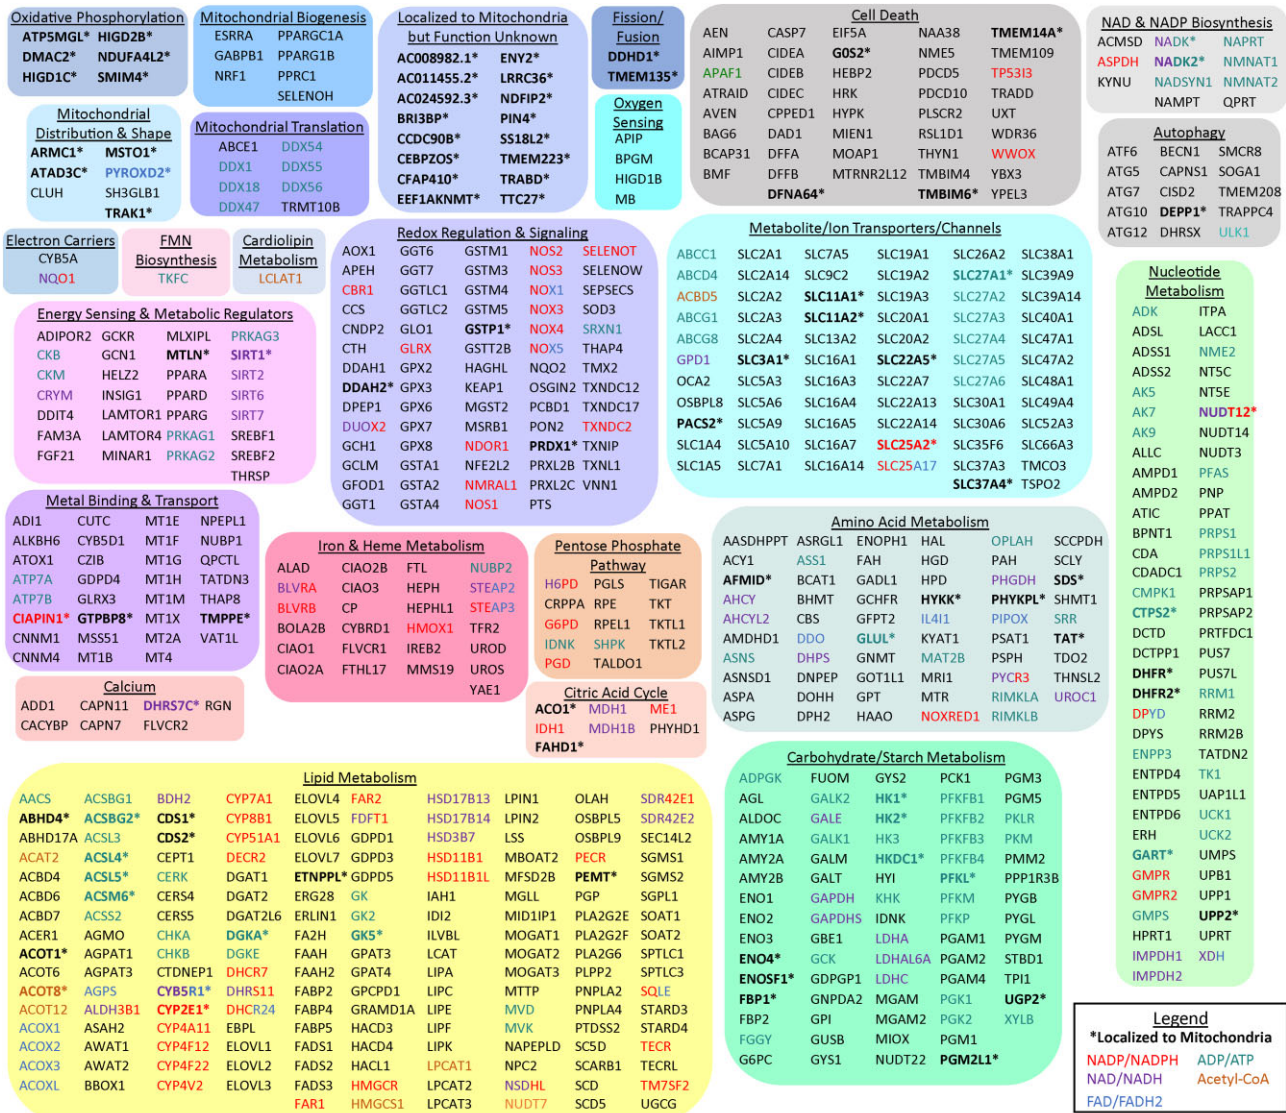 Oxidative Phosphorylation
ATP5MGL* HIGD2B*
DMAC2* NDUFA4L2*
HIGD1C* SMIM4*
Mitochondrial Biogenesis
ESRRA PPARGC1A
GABPB1 PPARG1B
NRF1 PPRC1
SELENOH
Localized to Mitochondria
but Function Unknown
AC008982.1* ENY2*
AC011455.2* LRRC36*
AC024592.3* NDFIP2*
BRI3BP* PIN4*
CCDC90B* SS18L2*
CEBPZOS* TMEM223*
CFAP410* TRABD*
EEF1AKNMT* TTC27*
Fission/
Fusion
DDHD1*
TMEM135*
Cell Death
AEN CASP7 EIF5A NAA38 TMEM14A*
AIMP1 CIDEA G0S2* NME5 TMEM109
APAF1 CIDEB HEBP2 PDCD5 TP53I3
ATRAID CIDEC HRK PDCD10 TRADD
AVEN CPPED1 HYPK PLSCR2 UXT
BAG6 DAD1 MIEN1 RSL1D1 WDR36
BCAP31 DFFA MOAP1 THYN1 WWOX
BMF DFFB MTRNR2L12 TMBIM4 YBX3
DFNA64* TMBIM6* YPEL3
NAD & NADP Biosynthesis
ACMSD NADK* NAPRT
ASPDH NADK2* NMNAT1
KYNU NADSYN1 NMNAT2
NAMPT QPRT
Mitochondrial
Distribution & Shape
ARMC1* MSTO1*
ATAD3C* PYROXD2*
CLUH SH3GLB1
TRAK1*
Mitochondrial Translation
ABCE1 DDX54
DDX1 DDX55
DDX18 DDX56
DDX47 TRMT10B
Oxygen
Sensing
APIP
BPGM
HIGD1B
MB
Autophagy
ATF6 BECN1 SMCR8
ATG5 CAPNS1 SOGA1
ATG7 CISD2 TMEM208
ATG10 DEPP1* TRAPPC4
ATG12 DHRSX ULK1
Electron Carriers
CYB5A
NQO1
FMN
Biosynthesis
TKFC
Cardiolipin
Metabolism
LCLAT1
Redox Regulation & Signaling
AOX1 GGT6 GSTM1 NOS2 SELENOT
APEH GGT7 GSTM3 NOS3 SELENOW
CBR1 GGTLC1 GSTM4 NOX1 SEPSECS
CCS GGTLC2 GSTM5 NOX3 SOD3
CNDP2 GLO1 GSTP1* NOX4 SRXN1
CTH GLRX GSTT2B NOX5 THAP4
DDAH1 GPX2 HAGHL NQO2 TMX2
DDAH2* GPX3 KEAP1 OSGIN2 TXNDC12
DPEP1 GPX6 MGST2 PCBD1 TXNDC17
DUOX2 GPX7 MSRB1 PON2 TXNDC2
GCH1 GPX8 NDOR1 PRDX1* TXNIP
GCLM GSTA1 NFE2L2 PRXL2B TXNL1
GFOD1 GSTA2 NMRAL1 PRXL2C VNN1
GGT1 GSTA4 NOS1 PTS
Metabolite/Ion Transporters/Channels
ABCC1 SLC2A1 SLC7A5 SLC19A1 SLC26A2 SLC38A1
ABCD4 SLC2A14 SLC9C2 SLC19A2 SLC27A1* SLC39A9
ACBD5 SLC2A2 SLC11A1* SLC19A3 SLC27A2 SLC39A14
ABCG1 SLC2A3 SLC11A2* SLC20A1 SLC27A3 SLC40A1
ABCG8 SLC2A4 SLC13A2 SLC20A2 SLC27A4 SLC47A1
GPD1 SLC3A1* SLC16A1 SLC22A5* SLC27A5 SLC47A2
OCA2 SLC5A3 SLC16A3 SLC22A7 SLC27A6 SLC48A1
OSBPL8 SLC5A6 SLC16A4 SLC22A13 SLC30A1 SLC49A4
PACS2* SLC5A9 SLC16A5 SLC22A14 SLC30A6 SLC52A3
SLC1A4 SLC5A10 SLC16A7 SLC25A2* SLC35F6 SLC66A3
SLC1A5 SLC7A1 SLC16A14 SLC25A17 SLC37A3 TMCO3
SLC37A4* TSPO2
Nucleotide
Metabolism
ADK ITPA
ADSL LACC1
ADSS1 NME2
ADSS2 NT5C
AK5 NT5E
AK7 NUDT12*
AK9 NUDT14
ALLC NUDT3
AMPD1 PFAS
AMPD2 PNP
ATIC PPAT
BPNT1 PRPS1
CDA PRPS1L1
CDADC1 PRPS2
CMPK1 PRPSAP1
CTPS2* PRPSAP2
DCTD PRTFDC1
DCTPP1 PUS7
DHFR* PUS7L
DHFR2* RRM1
DPYD RRM2
DPYS RRM2B
ENPP3 TATDN2
ENTPD4 TK1
ENTPD5 UAP1L1
ENTPD6 UCK1
ERH UCK2
GART* UMPS
GMPR UPB1
GMPR2 UPP1
GMPS UPP2*
HPRT1 UPRT
IMPDH1 XDH
IMPDH2
Energy Sensing & Metabolic Regulators
ADIPOR2 GCKR MLXIPL PRKAG3
CKB GCN1 MTLN* SIRT1*
CKM HELZ2 PPARA SIRT2
CRYM INSIG1 PPARD SIRT6
DDIT4 LAMTOR1 PPARG SIRT7
FAM3A LAMTOR4 PRKAG1 SREBF1
FGF21 MINAR1 PRKAG2 SREBF2
THRSP
Metal Binding & Transport
ADI1 CUTC MT1E NPEPL1
ALKBH6 CYB5D1 MT1F NUBP1
ATOX1 CZIB MT1G QPCTL
ATP7A GDPD4 MT1H TATDN3
ATP7B GLRX3 MT1M THAP8
CIAPIN1* GTPBP8* MT1X TMPPE*
CNNM1 MSS51 MT2A VAT1L
CNNM4 MT1B MT4
Iron & Heme Metabolism
ALAD CIAO2B FTL NUBP2
BLVRA CIAO3 HEPH STEAP2
BLVRB CP HEPHL1 STEAP3
BOLA2B CYBRD1 HMOX1 TFR2
CIAO1 FLVCR1 IREB2 UROD
CIAO2A FTHL17 MMS19 UROS
YAE1
Pentose Phosphate
Pathway
H6PD PGLS TIGAR
CRPPA RPE TKT
G6PD RPEL1 TKTL1
IDNK SHPK TKTL2
PGD TALDO1
Amino Acid Metabolism
AASDHPPT ASRGL1 ENOPH1 HAL OPLAH SCCPDH
ACY1 ASS1 FAH HGD PAH SCLY
AFMID* BCAT1 GADL1 HPD PHGDH SDS*
AHCY BHMT GCHFR HYKK* PHYKPL* SHMT1
AHCYL2 CBS GFPT2 IL4I1 PIPOX SRR
AMDHD1 DDO GLUL* KYAT1 PSAT1 TAT*
ASNS DHPS GNMT MAT2B PSPH TDO2
ASNSD1 DNPEP GOT1L1 MRI1 PYCR3 THNSL2
ASPA DOHH GPT MTR RIMKLA UROC1
ASPG DPH2 HAAO NOXRED1 RIMKLB
Calcium
ADD1 CAPN11 DHRS7C* RGN
CACYBP CAPN7 FLVCR2
Citric Acid Cycle
ACO1* MDH1 ME1
IDH1 MDH1B PHYHD1
FAHD1*
Lipid Metabolism
AACS ACSBG1 BDH2 CYP7A1 ELOVL4 FAR2 HSD17B13 LPIN1 OLAH SDR42E1
ABHD4* ACSBG2* CDS1* CYP8B1 ELOVL5 FDFT1 HSD17B14 LPIN2 OSBPL5 SDR42E2
ABHD17A ACSL3 CDS2* CYP51A1 ELOVL6 GDPD1 HSD3B7 LSS OSBPL9 SEC14L2
ACAT2 ACSL4* CEPT1 DECR2 ELOVL7 GDPD3 HSD11B1 MBOAT2 PECR SGMS1
ACBD4 ACSL5* CERK DGAT1 ETNPPL* GDPD5 HSD11B1L MFSD2B PEMT* SGMS2
ACBD6 ACSM6* CERS4 DGAT2 ERG28 GK IAH1 MGLL PGP SGPL1
ACBD7 ACSS2 CERS5 DGAT2L6 ERLIN1 GK2 IDI2 MID1IP1 PLA2G2E SOAT1
ACER1 AGMO CHKA DGKA* FA2H GK5* ILVBL MOGAT1 PLA2G2F SOAT2
ACOT1* AGPAT1 CHKB DGKE FAAH GPAT3 LCAT MOGAT2 PLA2G6 SPTLC1
ACOT6 AGPAT3 CTDNEP1 DHCR7 FAAH2 GPAT4 LIPA MOGAT3 PLPP2 SPTLC3
ACOT8* AGPS CYB5R1* DHRS11 FABP2 GPCPD1 LIPC MTTP PNPLA2 SQLE
ACOT12 ALDH3B1 CYP2E1* DHCR24 FABP4 GRAMD1A LIPE MVD PNPLA4 STARD3
ACOX1 ASAH2 CYP4A11 EBPL FABP5 HACD3 LIPF MVK PTDSS2 STARD4
ACOX2 AWAT1 CYP4F12 ELOVL1 FADS1 HACD4 LIPK NAPEPLD SC5D TECR
ACOX3 AWAT2 CYP4F22 ELOVL2 FADS2 HACL1 LPCAT1 NPC2 SCARB1 TECRL
ACOXL BBOX1 CYP4V2 ELOVL3 FADS3 HMGCR LPCAT2 NSDHL SCD TM7SF2
FAR1 HMGCS1 LPCAT3 NUDT7 SCD5 UGCG
Carbohydrate/Starch Metabolism
ADPGK FUOM GYS2 PCK1 PGM3
AGL GALK2 HK1* PFKFB1 PGM5
ALDOC GALE HK2* PFKFB2 PKLR
AMY1A GALK1 HK3 PFKFB3 PKM
AMY2A GALM HKDC1* PFKFB4 PMM2
AMY2B GALT HYI PFKL* PPP1R3B
ENO1 GAPDH KHK PFKM PYGB
ENO2 GAPDHS IDNK PFKP PYGL
ENO3 GBE1 LDHA PGAM1 PYGM
ENO4* GCK LDHAL6A PGAM2 STBD1
ENOSF1* GDPGP1 LDHC PGAM4 TPI1
FBP1* GNPDA2 MGAM PGK1 UGP2*
FBP2 GPI MGAM2 PGK2 XYLB
FGGY GUSB MIOX PGM1
G6PC GYS1 NUDT22 PGM2L1*
Legend
*Localized to Mitochondria
NADP/NADPH ADP/ATP
NAD/NADH Acetyl-CoA
FAD/FADH2